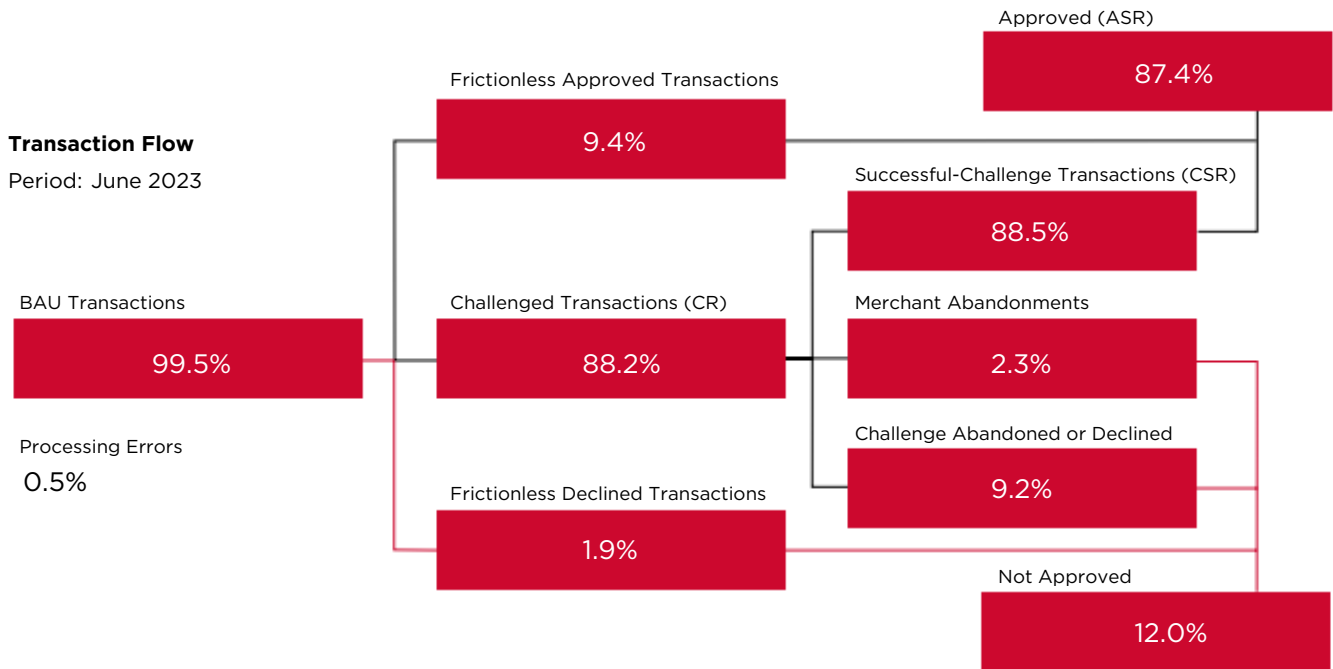 Transaction Flow
Period: June 2023
BAU Transactions
99.5%
Processing Errors
0.5%
Frictionless Approved Transactions
9.4%
Challenged Transactions (CR)
88.2%
Frictionless Declined Transactions
1.9%
Approved (ASR)
87.4%
Successful-Challenge Transactions (CSR)
88.5%
Merchant Abandonments
2.3%
Challenge Abandoned or Declined
9.2%
Not Approved
12.0%